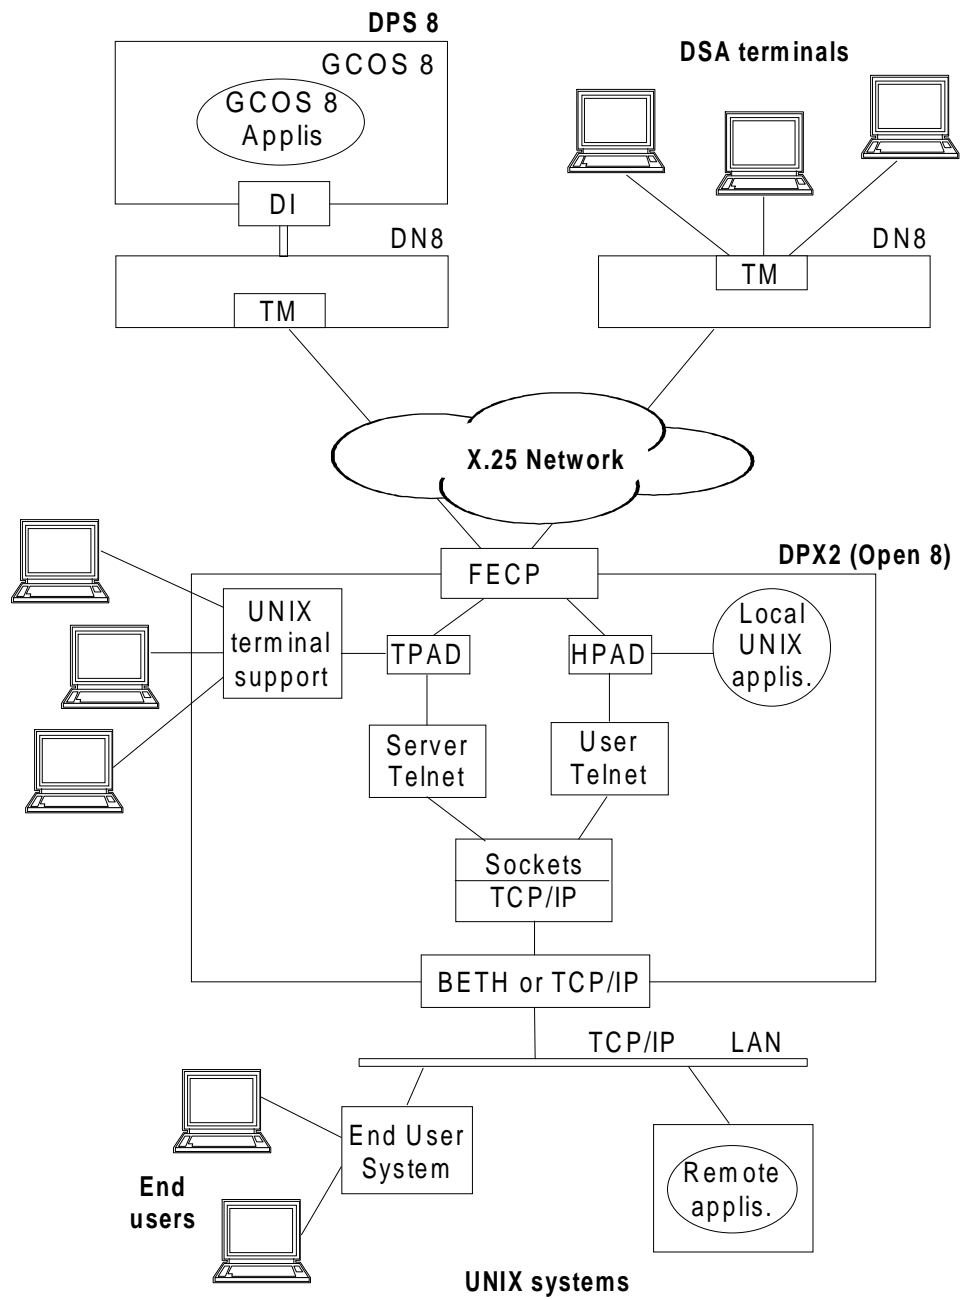 DPS 8
GCOS 8
GCOS 8
Applis
DI
DN8
TM
DSA terminals
DN8
TM
X.25 Network
DPX2 (Open 8)
FECP
UNIX
terminal
support
TPAD
HPAD
Local
UNIX
applis.
Server
Telnet
User
Telnet
Sockets
TCP/IP
BETH or TCP/IP
TCP/IP LAN
End User
System
Remote
applis.
End
users
UNIX systems